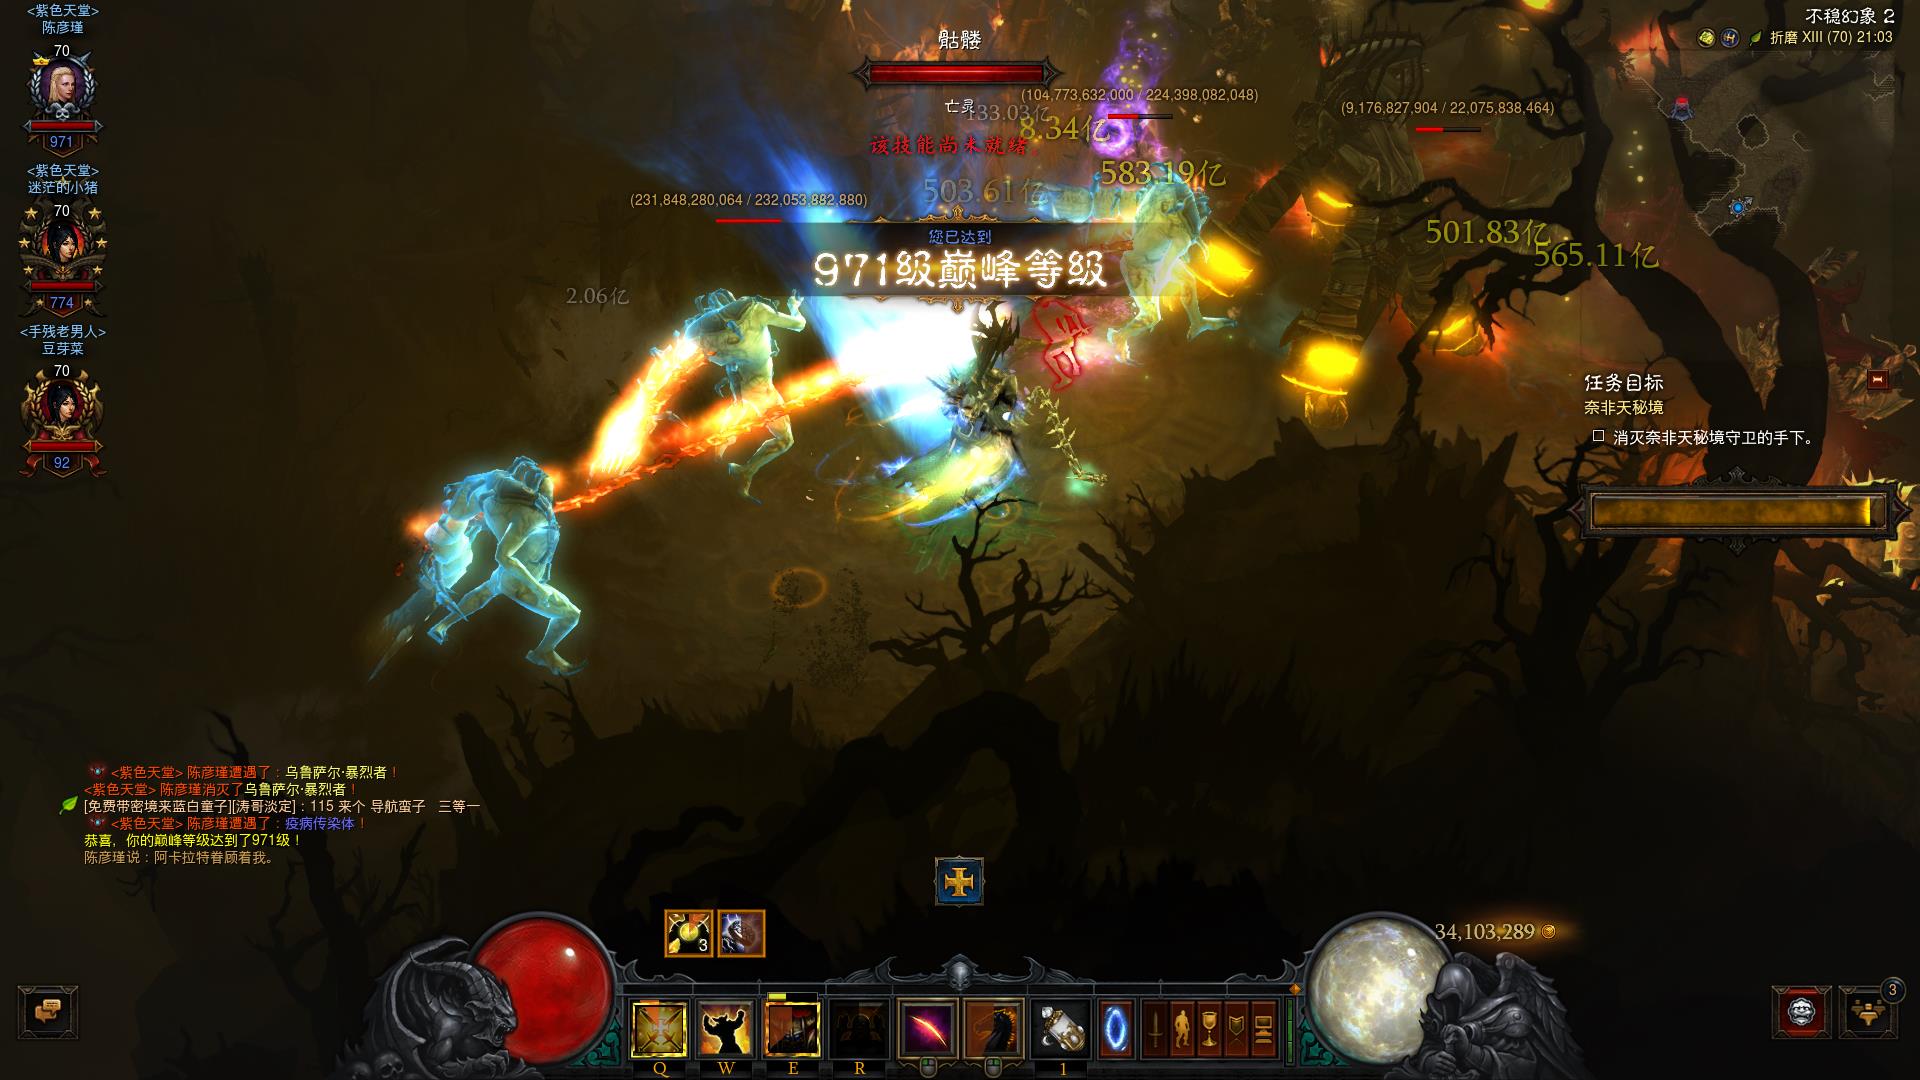 <紫色天堂>
陈彦瑾
70
971
<紫色天堂>
迷茫的小猪
70
774
<手残老男人>
豆芽菜
70
92
骷髅
亡灵
133.03亿
(104,773,632,000 / 224,398,082,048)
8.34亿
(9,176,827,904 / 22,075,838,464)
该技能尚未就绪。
583.19亿
503.61亿
(231,848,280,064 / 232,053,882,880)
501.83亿
565.11亿
您已达到
971级巅峰等级
2.06亿
不稳幻象 2
折磨 XIII (70) 21:03
任务目标
奈非天秘境
消灭奈非天秘境守卫的手下。
<紫色天堂> 陈彦瑾遭遇了：乌鲁萨尔·暴烈者！
<紫色天堂> 陈彦瑾消灭了乌鲁萨尔·暴烈者！
[免费带密境来蓝白童子][涛哥淡定]：115 来个 导航蛮子 三等一
<紫色天堂> 陈彦瑾遭遇了：疫病传染体！
恭喜，你的巅峰等级达到了971级！
陈彦瑾说：阿卡拉特眷顾着我。
3
34,103,289
3
Q
W
E
R
1